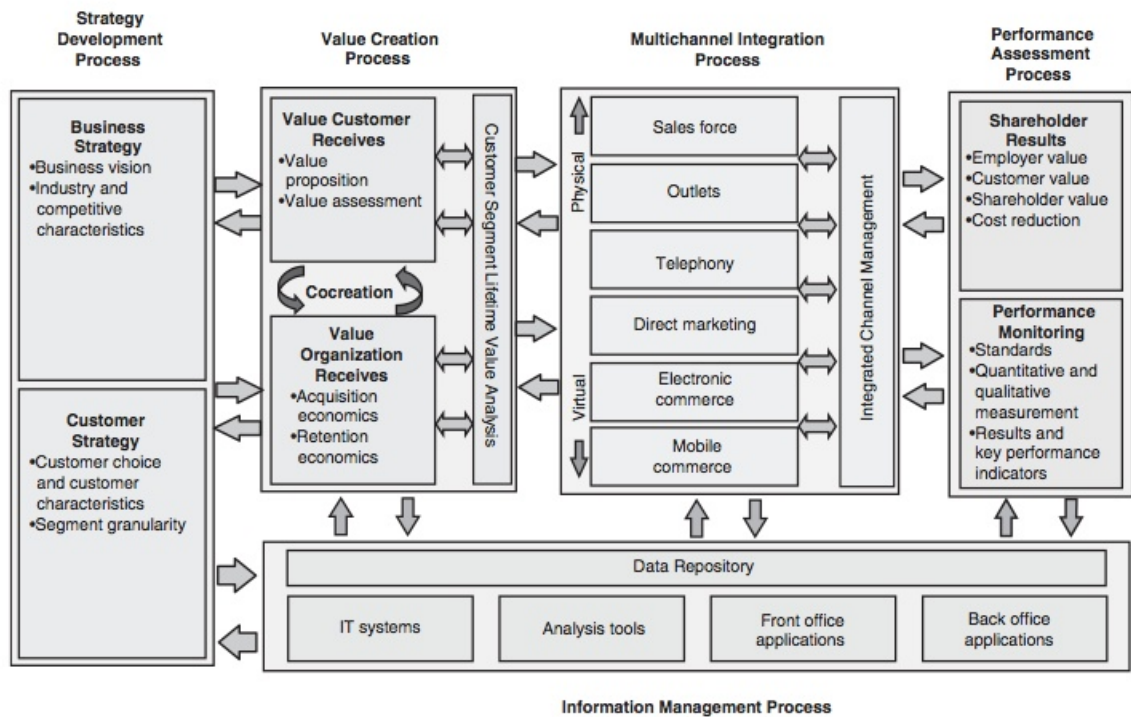 Strategy
Development
Process
Value Creation
Process
Multichannel Integration
Process
Performance
Assessment
Process
Business
Strategy
•Business vision
•Industry and
competitive
characteristics
Customer
Strategy
•Customer choice
and customer
characteristics
•Segment granularity
Value Customer
Receives
•Value
proposition
•Value assessment
Cocreation
Value
Organization
Receives
•Acquisition
economics
•Retention
economics
Customer Segment Lifetime Value Analysis
Physical
Virtual
Sales force
Outlets
Telephony
Direct marketing
Electronic
commerce
Mobile
commerce
Integrated Channel Management
Shareholder
Results
•Employer value
•Customer value
•Shareholder value
•Cost reduction
Performance
Monitoring
•Standards
•Quantitative and
qualitative
measurement
•Results and
key performance
indicators
Data Repository
IT systems
Analysis tools
Front office
applications
Back office
applications
Information Management Process